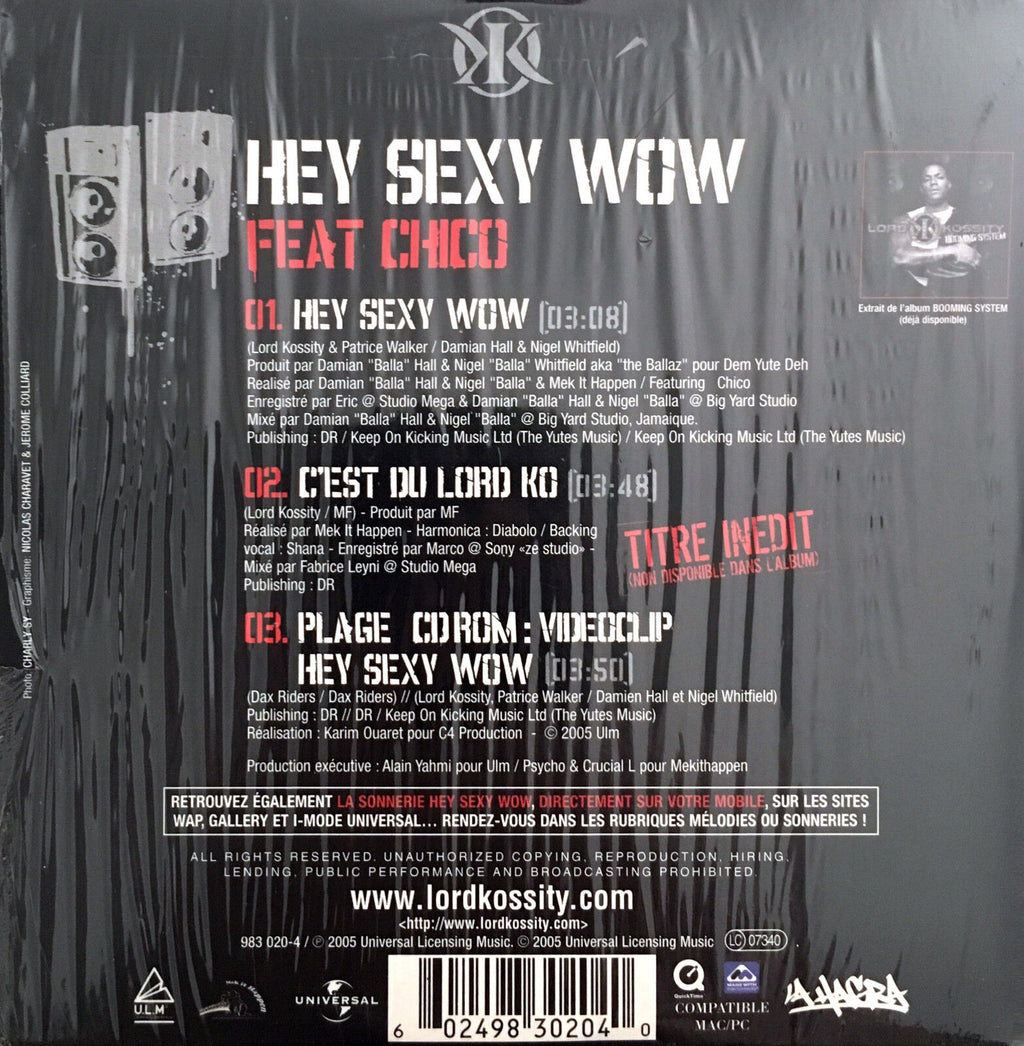 HEY SEXY WOW
FEAT CHICO
01. HEY SEXY WOW [03:08]
(Lord Kossity & Patrice Walker / Damian Hall & Nigel Whitfield)
Produit par Damian "Balla" Hall & Nigel "Balla" Whitfield aka "the Ballaz" pour Dem Yute Deh
Realisé par Damian "Balla" Hall & Nigel "Balla" & Mek It Happen / Featuring Chico
Enregistré par Eric @ Studio Mega & Damian "Balla" Hall & Nigel "Balla" @ Big Yard Studio
Mixé par Damian "Balla" Hall & Nigel "Balla" @ Big Yard Studio, Jamaique.
Publishing : DR / Keep On Kicking Music Ltd (The Yutes Music) / Keep On Kicking Music Ltd (The Yutes Music)
LORD KOSSITY
BOOMING SYSTEM
Extrait de l'album BOOMING SYSTEM
(déjà disponible)
02. C'EST DU LORD KO [03:48]
(Lord Kossity / MF) - Produit par MF
Réalisé par Mek It Happen - Harmonica : Diabolo / Backing
vocal : Shana - Enregistré par Marco @ Sony «ze studio» -
Mixé par Fabrice Leyni @ Studio Mega
Publishing : DR
TITRE INEDIT
(NON DISPONIBLE DANS L'ALBUM)
03. PLAGE CDROM : VIDEOCLIP
HEY SEXY WOW [03:50]
(Dax Riders / Dax Riders) // (Lord Kossity, Patrice Walker / Damien Hall et Nigel Whitfield)
Publishing : DR // DR / Keep On Kicking Music Ltd (The Yutes Music)
Réalisation : Karim Ouaret pour C4 Production - © 2005 Ulm
Production exécutive : Alain Yahmi pour Ulm / Psycho & Crucial L pour Mekithappen
Photo: CHARLY SY - Graphisme: NICOLAS CHARAVET & JEROME COLLIARD
RETROUVEZ ÉGALEMENT LA SONNERIE HEY SEXY WOW, DIRECTEMENT SUR VOTRE MOBILE, SUR LES SITES
WAP, GALLERY ET I-MODE UNIVERSAL... RENDEZ-VOUS DANS LES RUBRIQUES MÉLODIES OU SONNERIES !
ALL RIGHTS RESERVED. UNAUTHORIZED COPYING, REPRODUCTION, HIRING,
LENDING, PUBLIC PERFORMANCE AND BROADCASTING PROHIBITED.
www.lordkossity.com
<http://www.lordkossity.com>
983 020-4 / ℗ 2005 Universal Licensing Music. © 2005 Universal Licensing Music LC 07340 .
U.L.M
Mek it Happen
UNIVERSAL
6 02498 30204 0
QuickTime
COMPATIBLE
MAC/PC
LA HAGRA